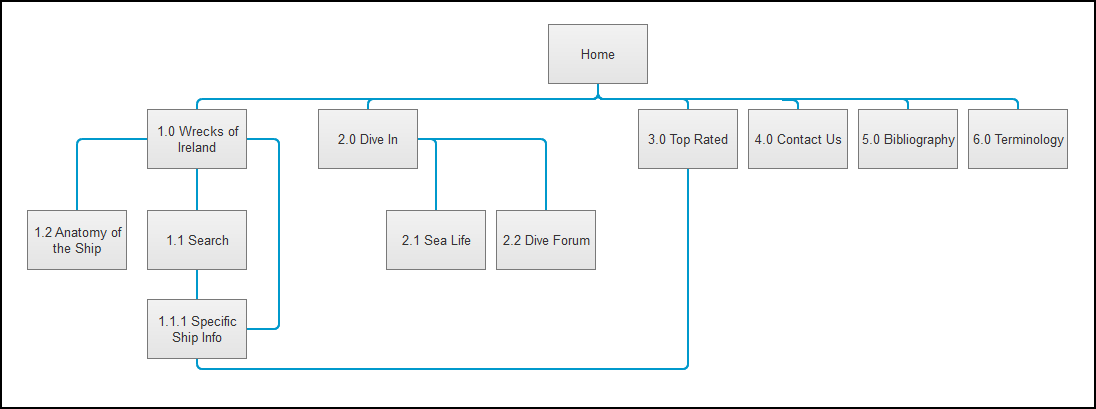 Home
1.0 Wrecks of
Ireland
2.0 Dive In
3.0 Top Rated
4.0 Contact Us
5.0 Bibliography
6.0 Terminology
1.2 Anatomy of
the Ship
1.1 Search
2.1 Sea Life
2.2 Dive Forum
1.1.1 Specific
Ship Info